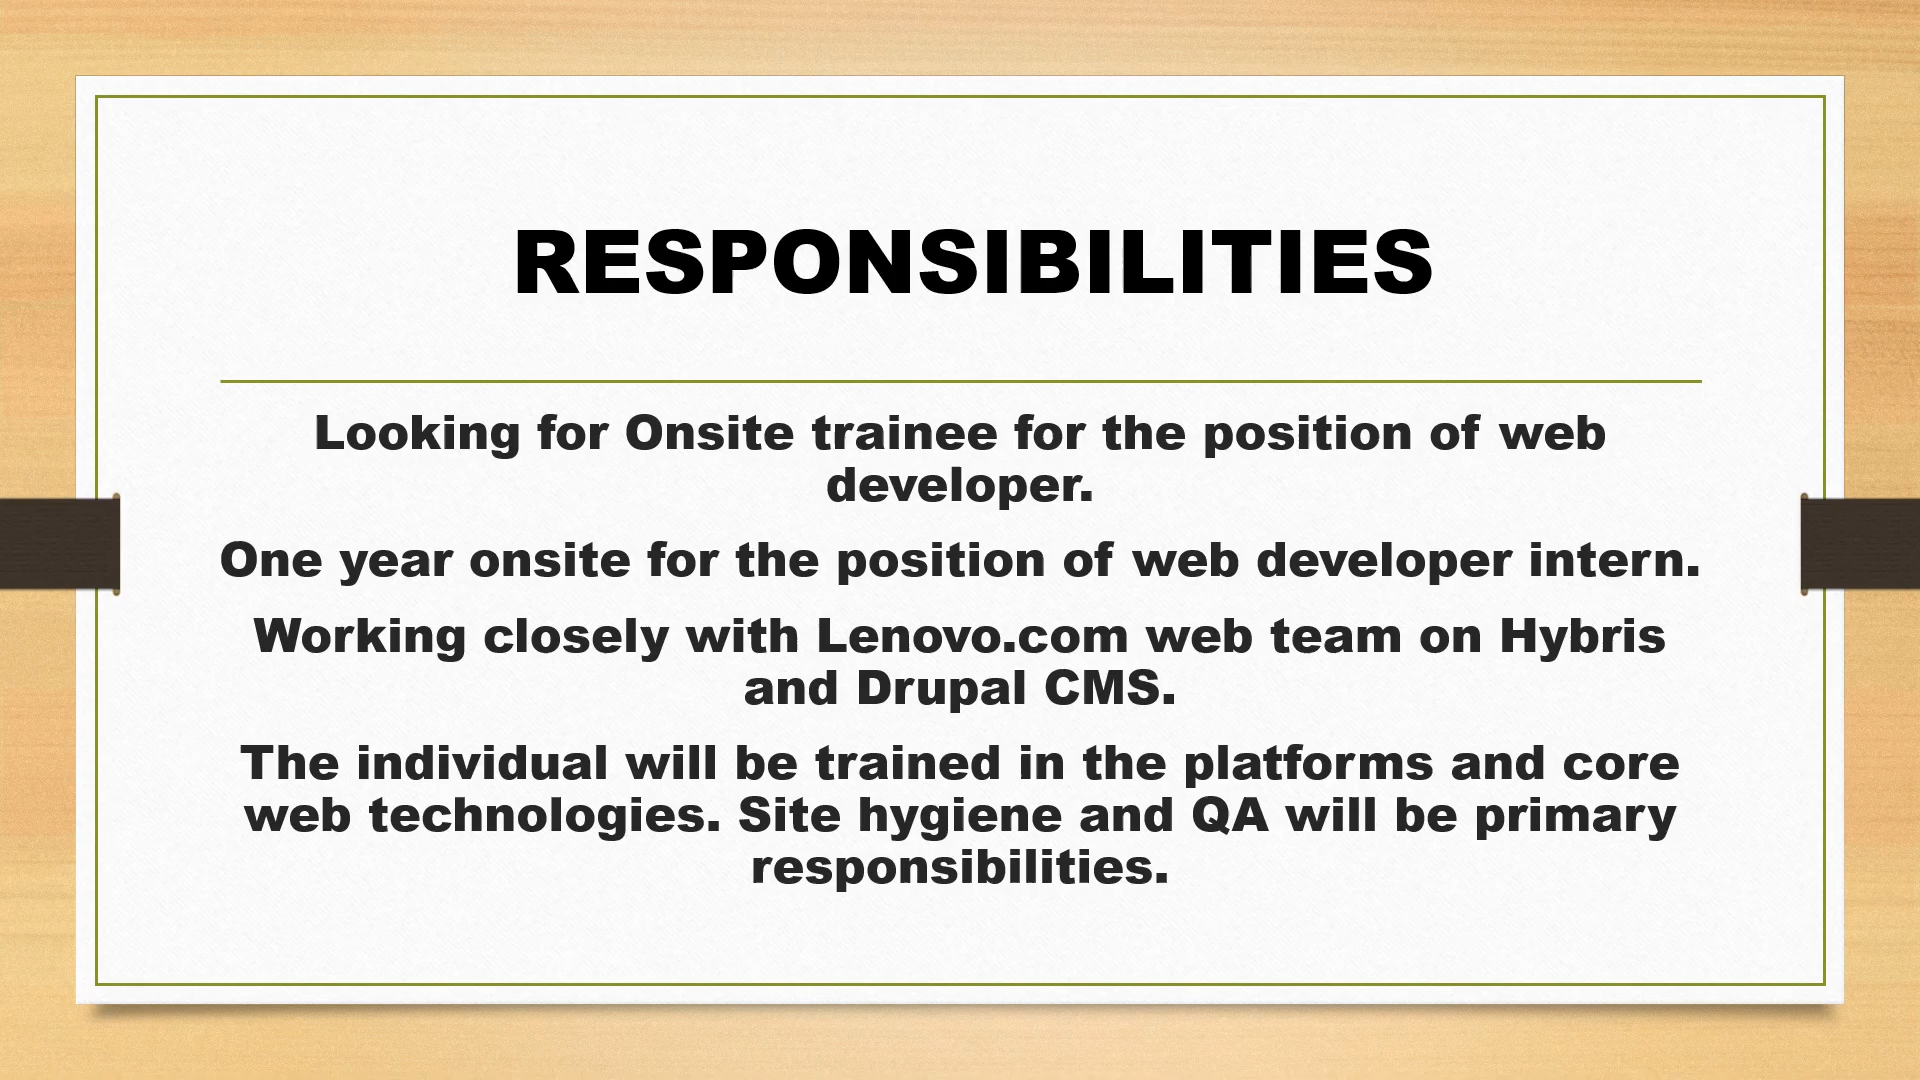 RESPONSIBILITIES
Looking for Onsite trainee for the position of web
developer.
One year onsite for the position of web developer intern.
Working closely with Lenovo.com web team on Hybris
and Drupal CMS.
The individual will be trained in the platforms and core
web technologies. Site hygiene and QA will be primary
responsibilities.